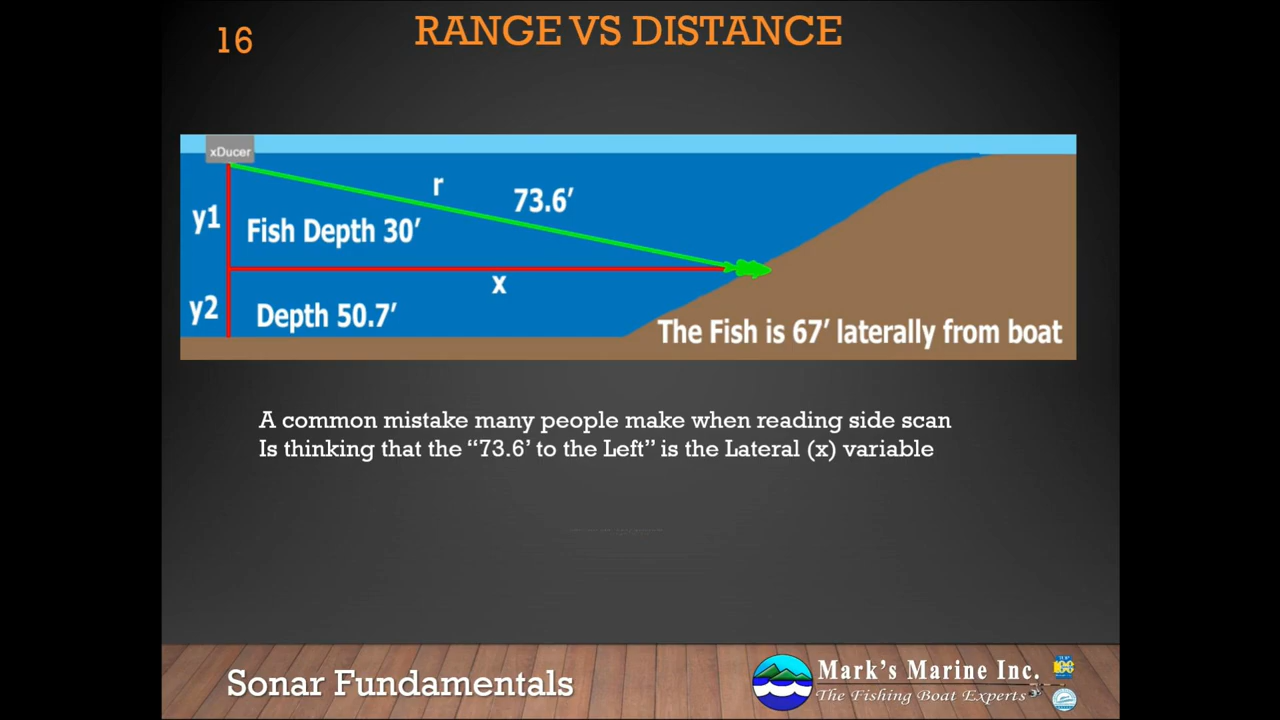 16
RANGE VS DISTANCE
xDucer
r
73.6'
y1
Fish Depth 30'
x
y2
Depth 50.7'
The Fish is 67' laterally from boat
A common mistake many people make when reading side scan
Is thinking that the “73.6' to the Left” is the Lateral (x) variable
Sonar Fundamentals
Mark's Marine Inc.
The Fishing Boat Experts